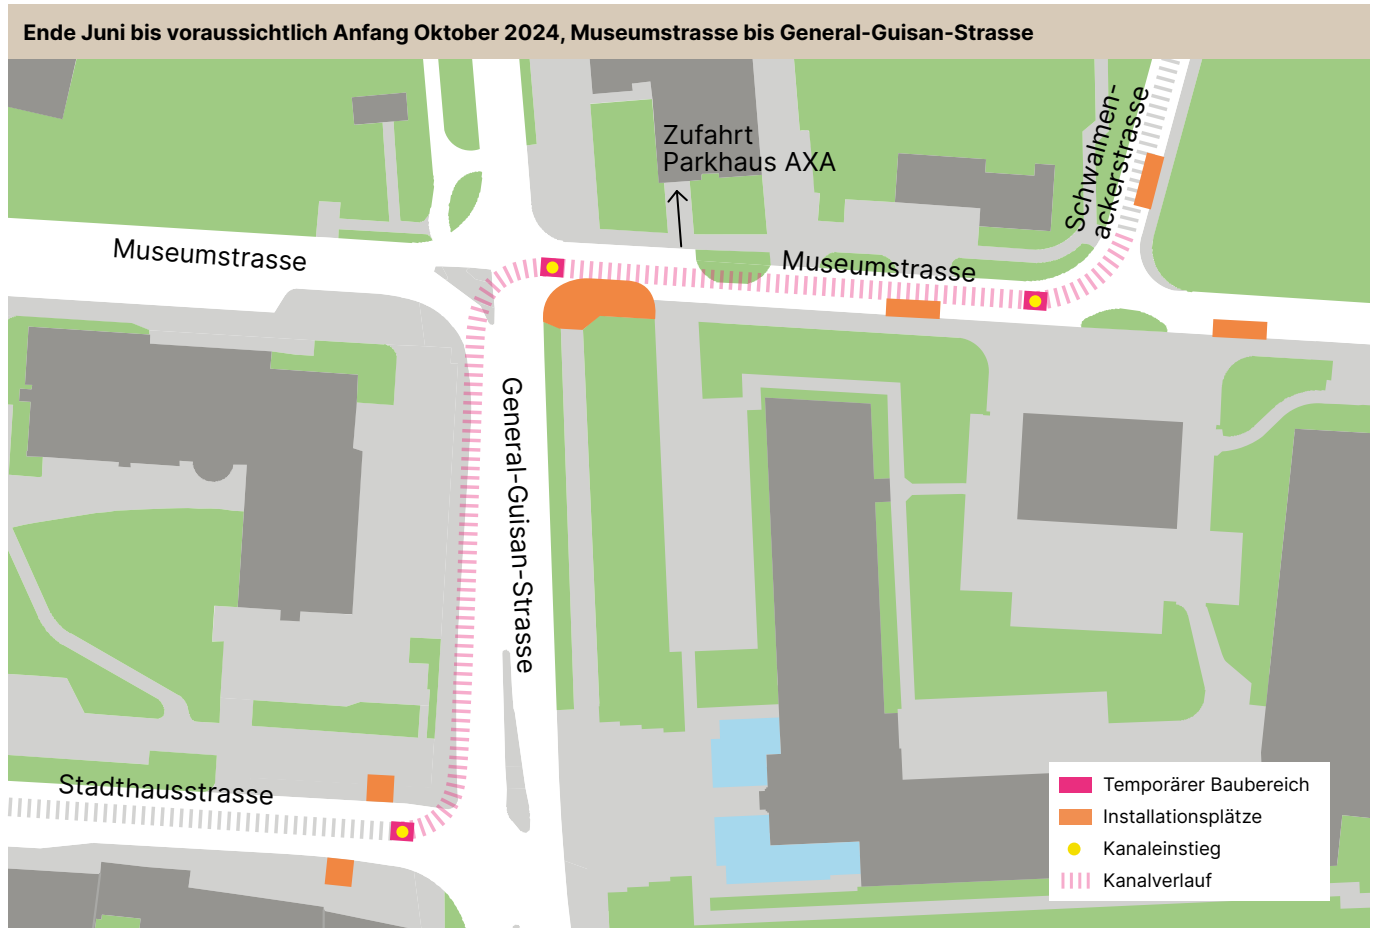 Ende Juni bis voraussichtlich Anfang Oktober 2024, Museumstrasse bis General-Guisan-Strasse
Zufahrt
Parkhaus AXA
Schwalmen-
ackerstrasse
Museumstrasse
Museumstrasse
General-Guisan-Strasse
Stadthausstrasse
Temporärer Baubereich
Installationsplätze
Kanaleinstieg
Kanalverlauf